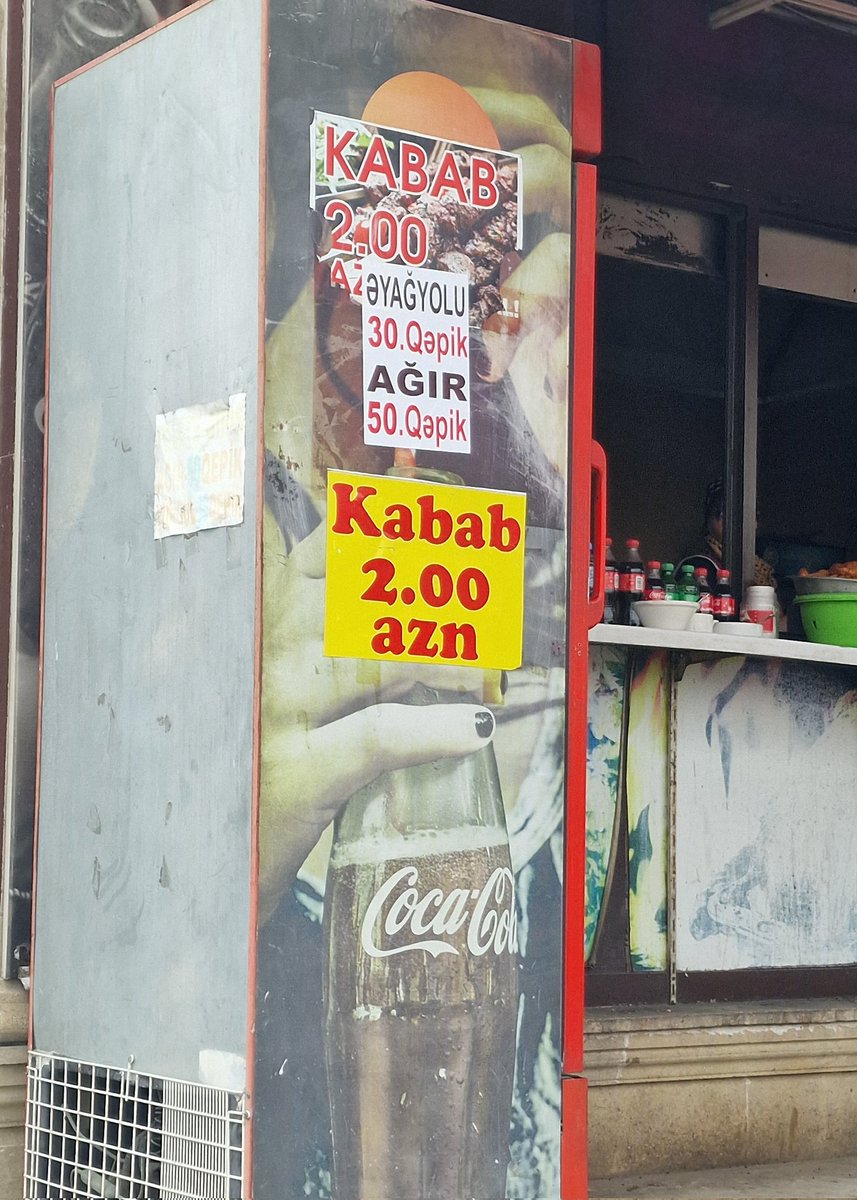 KABAB
2.00
AZ
ƏYAĞYOLU
30.Qəpik
AĞIR
50.Qəpik
Kabab
2.00
azn
Coca-Cola